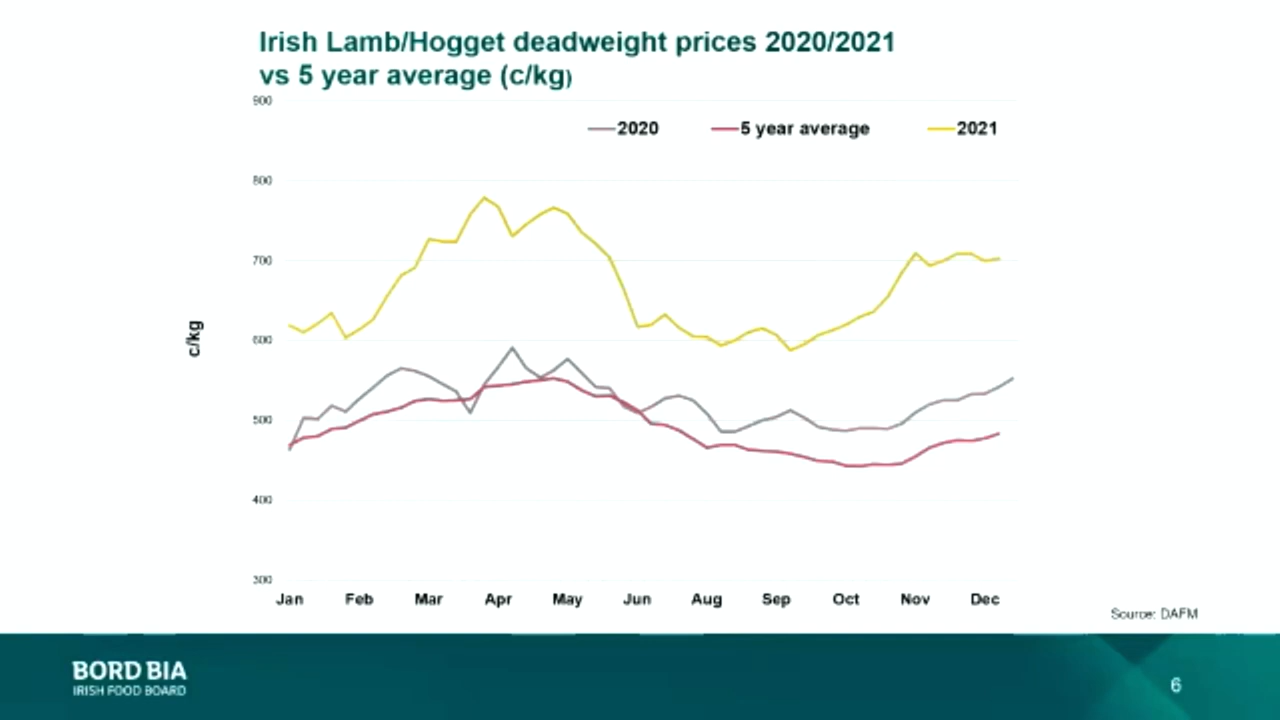 Irish Lamb/Hogget deadweight prices 2020/2021
vs 5 year average (c/kg)
900
2020 5 year average 2021
800
700
c/kg
600
500
400
300
Jan Feb Mar Apr May Jun Aug Sep Oct Nov Dec
Source: DAFM
BORD BIA
IRISH FOOD BOARD
6